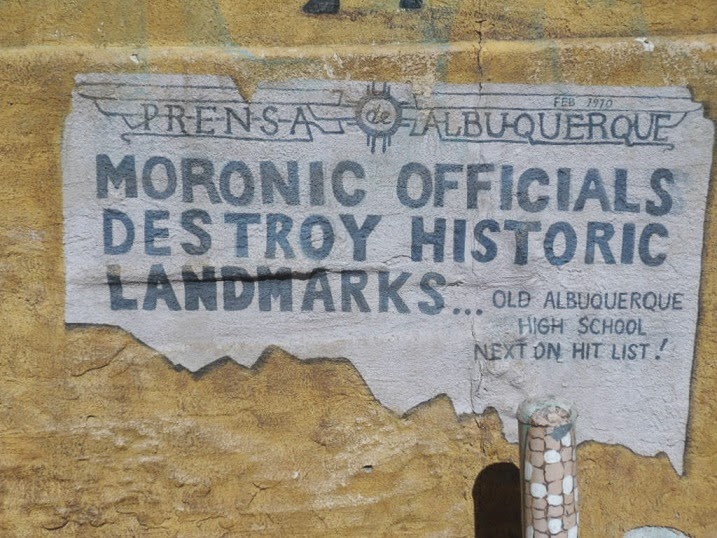 FEB 1970
PRENSA de ALBUQUERQUE
MORONIC OFFICIALS
DESTROY HISTORIC
LANDMARKS...
OLD ALBUQUERQUE
HIGH SCHOOL
NEXT ON HIT LIST!